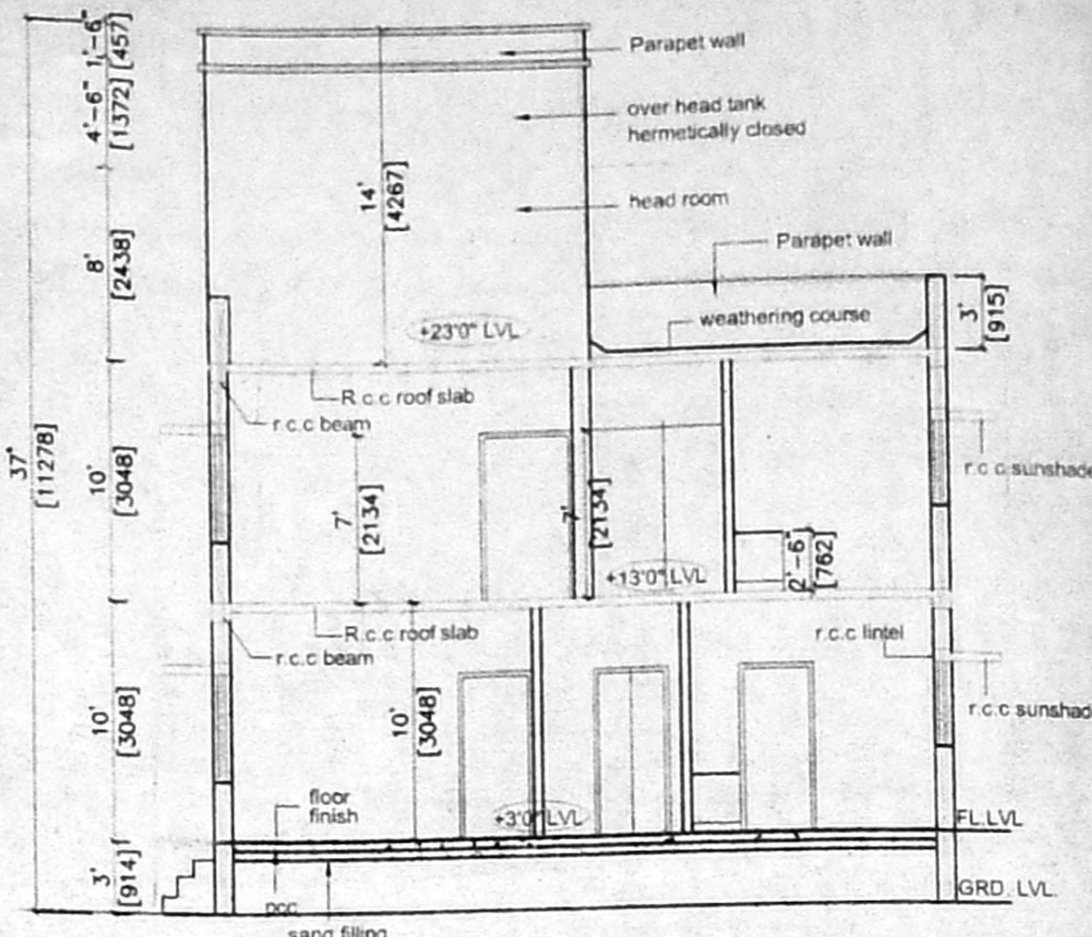 1'-6"
[457]
Parapet wall
4'-6"
[1372]
over head tank
hermetically closed
14'
[4267]
head room
8'
[2438]
Parapet wall
3'
[915]
weathering course
+23'0" LVL
R.c.c roof slab
r.c.c beam
37'
[11278]
10'
[3048]
r.c.c sunshade
7'
[2134]
7'
[2134]
2'-6"
[762]
+13'0" LVL
R.c.c roof slab
r.c.c beam
r.c.c lintel
10'
[3048]
10'
[3048]
r.c.c sunshade
floor
finish
+3'0" LVL
FL.LVL
3'
[914]
GRD. LVL.
pcc
sand filling